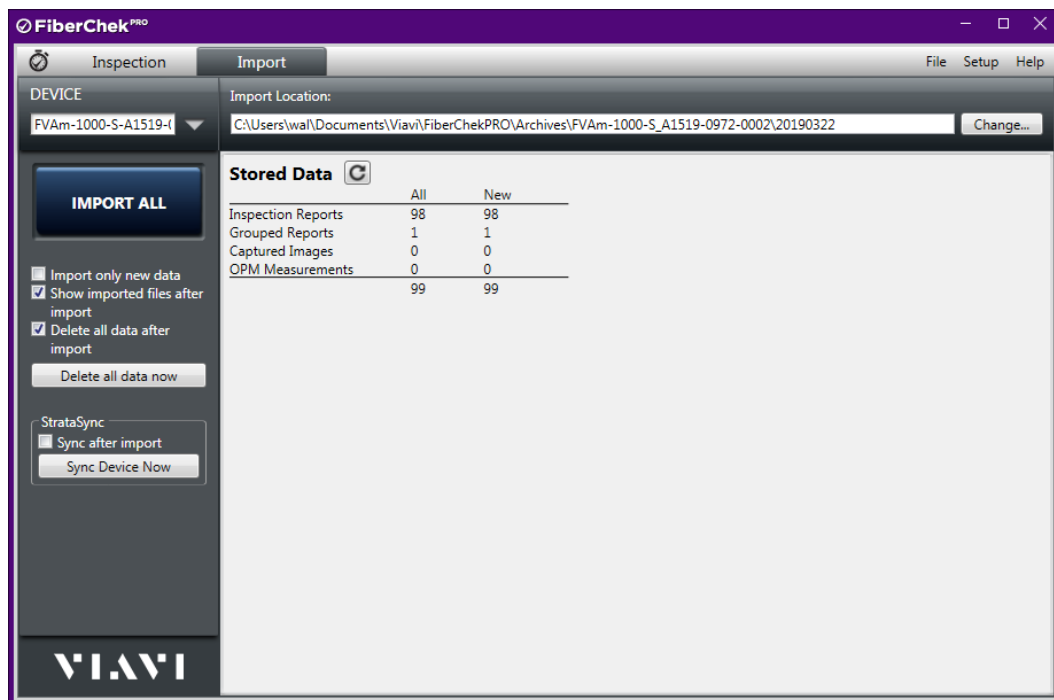 FiberChek PRO
Inspection Import File Setup Help
DEVICE
FVAm-1000-S-A1519-(
Import Location:
C:\Users\wal\Documents\Viavi\FiberChekPRO\Archives\FVAm-1000-S_A1519-0972-0002\20190322
Change...
IMPORT ALL
Import only new data
Show imported files after
import
Delete all data after
import
Delete all data now
StrataSync
Sync after import
Sync Device Now
VIAVI
Stored Data
All New
Inspection Reports 98 98
Grouped Reports 1 1
Captured Images 0 0
OPM Measurements 0 0
99 99